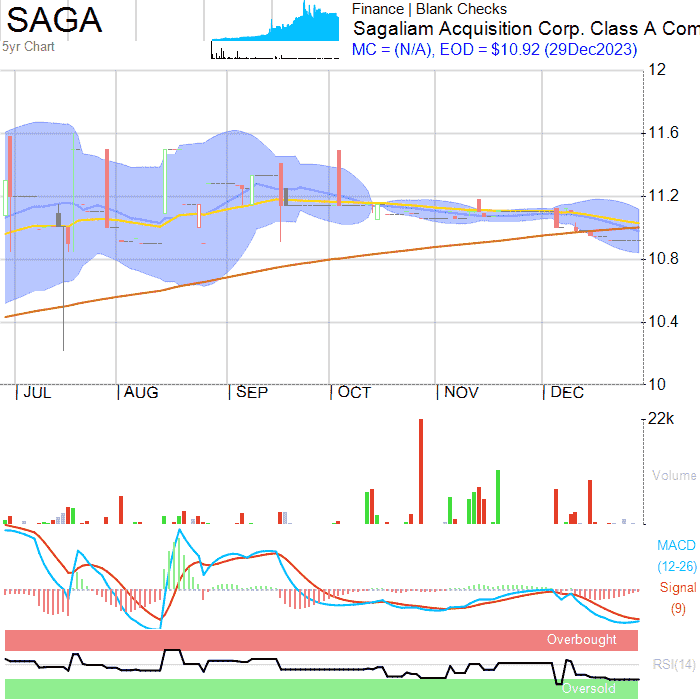 SAGA
5yr Chart
Finance | Blank Checks
Sagaliam Acquisition Corp. Class A Com
MC = (N/A), EOD = $10.92 (29Dec2023)
12
11.6
11.2
10.8
10.4
10
JUL
AUG
SEP
OCT
NOV
DEC
22k
Volume
MACD
(12-26)
Signal
(9)
Overbought
RSI(14)
Oversold